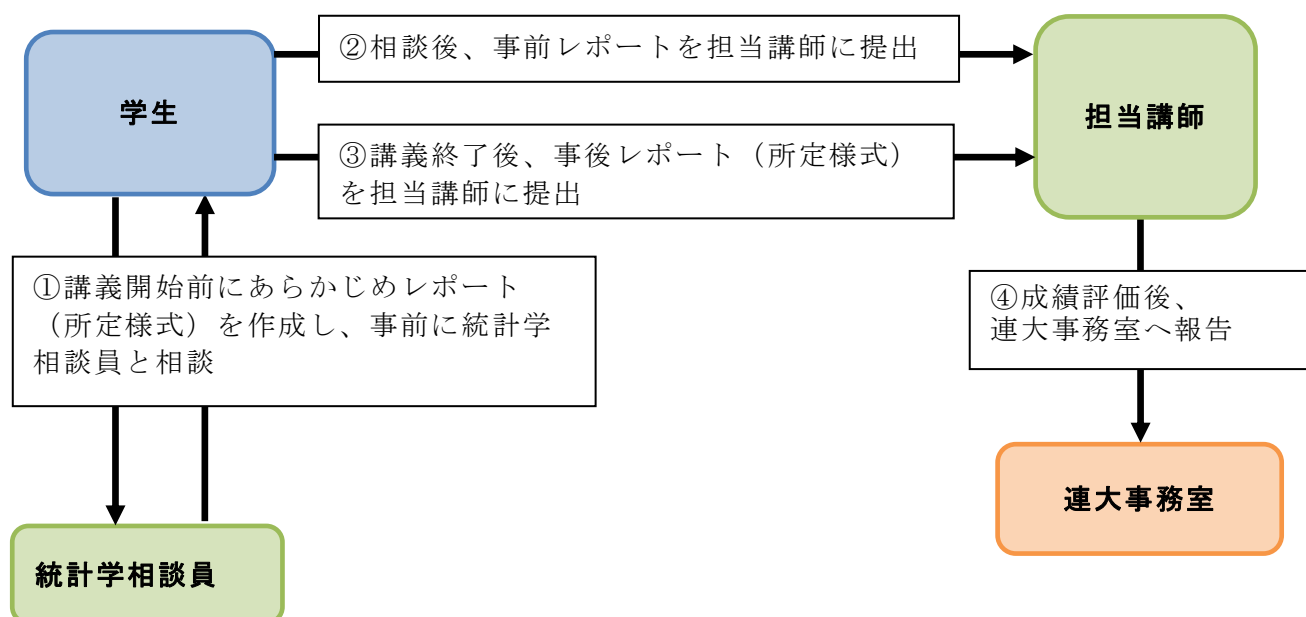 学生
②相談後、事前レポートを担当講師に提出
担当講師
③講義終了後、事後レポート（所定様式）
を担当講師に提出
①講義開始前にあらかじめレポート
（所定様式）を作成し、事前に統計学
相談員と相談
④成績評価後、
連大事務室へ報告
連大事務室
統計学相談員